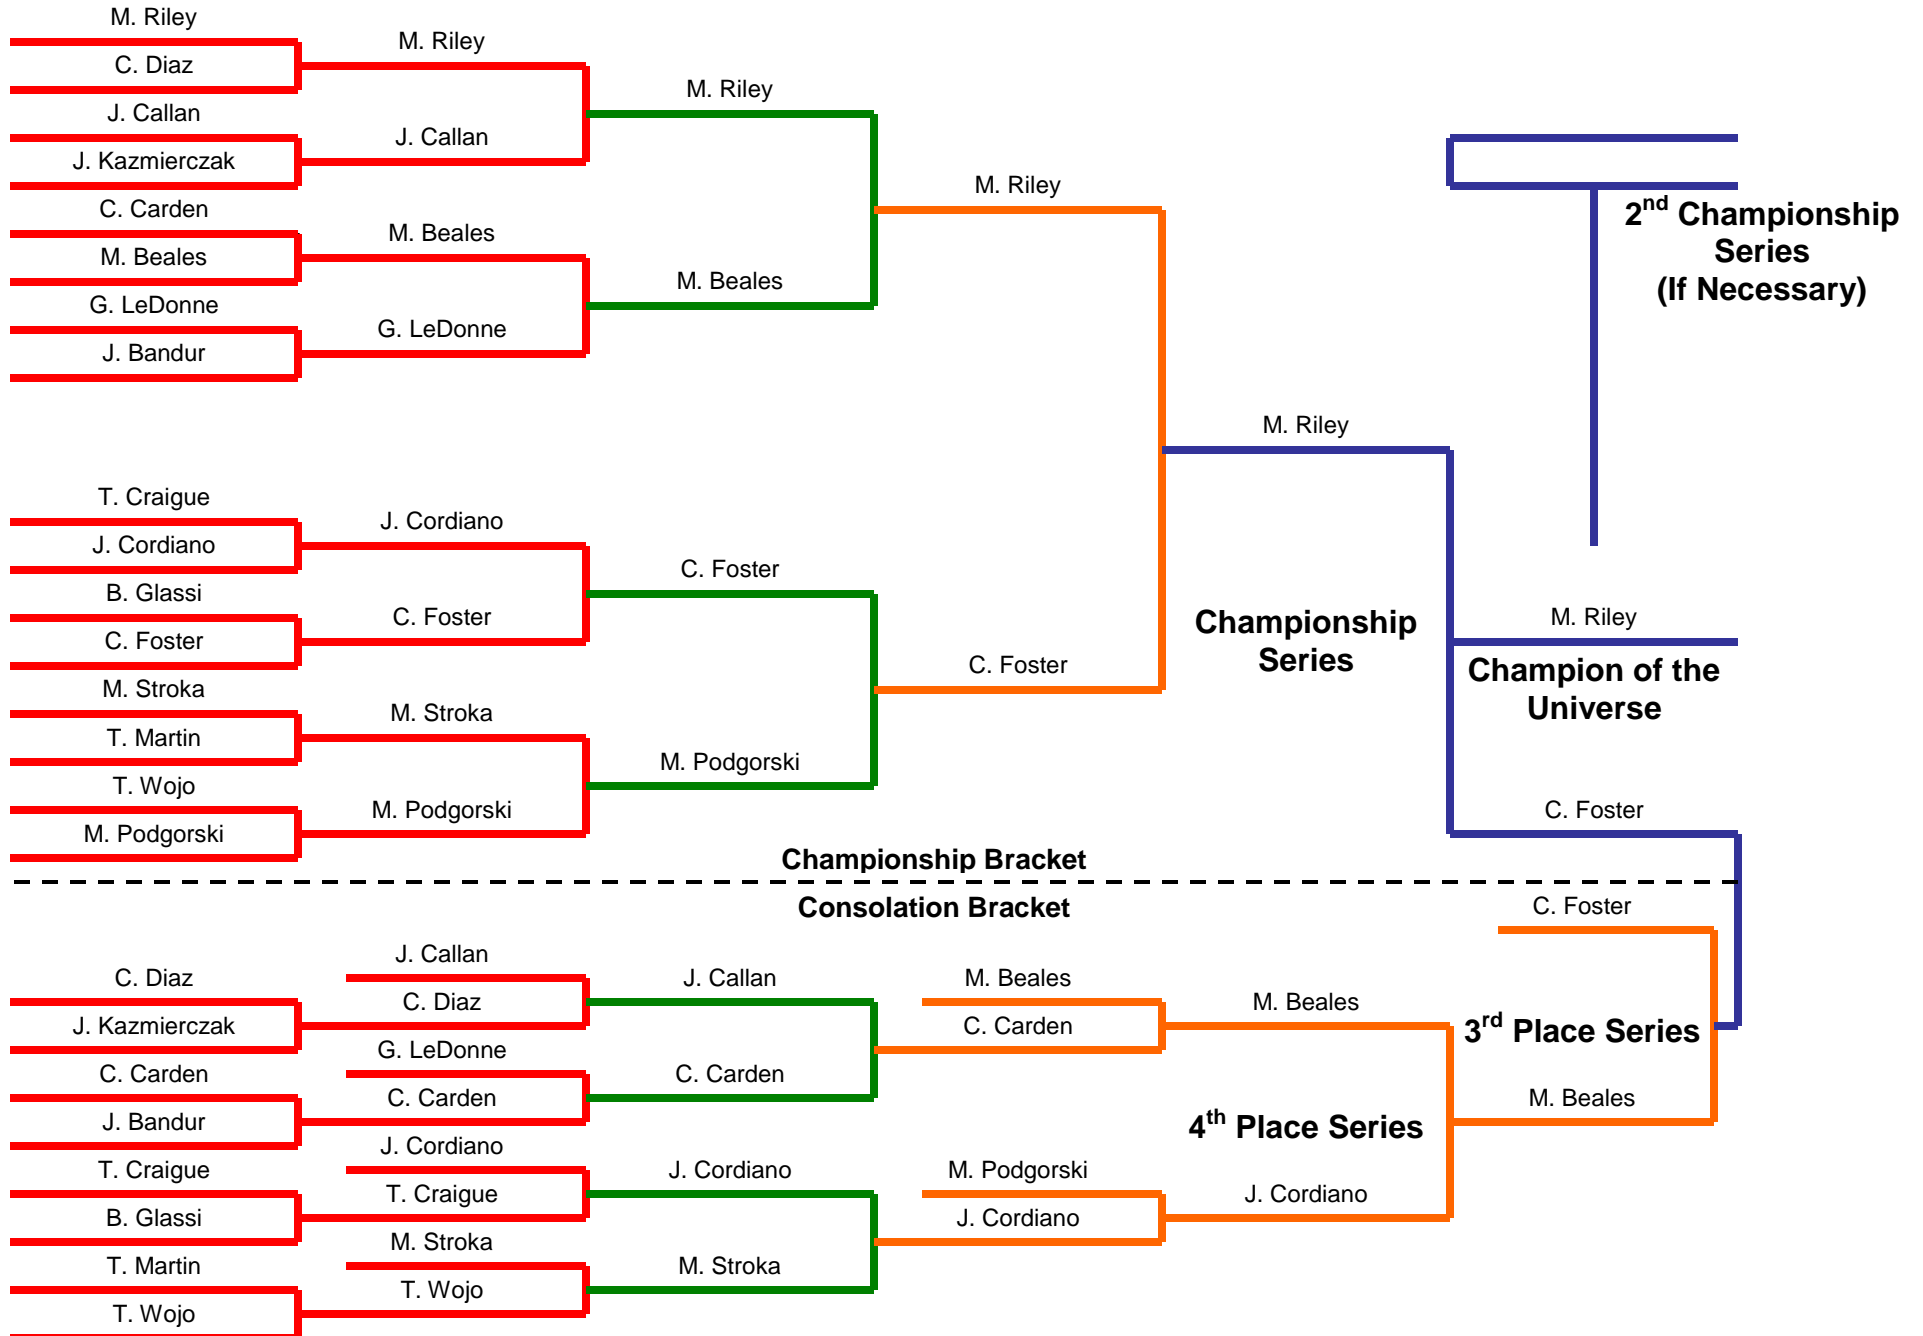 M. Riley
C. Diaz
J. Callan
J. Kazmierczak
C. Carden
M. Beales
G. LeDonne
J. Bandur
T. Craigue
J. Cordiano
B. Glassi
C. Foster
M. Stroka
T. Martin
T. Wojo
M. Podgorski
M. Riley
J. Callan
M. Beales
G. LeDonne
J. Cordiano
C. Foster
M. Stroka
M. Podgorski
M. Riley
M. Beales
C. Foster
M. Podgorski
M. Riley
C. Foster
M. Riley
Championship
Series
2nd Championship
Series
(If Necessary)
M. Riley
Champion of the
Universe
C. Foster
Championship Bracket
Consolation Bracket
C. Diaz
J. Kazmierczak
C. Carden
J. Bandur
T. Craigue
B. Glassi
T. Martin
T. Wojo
J. Callan
C. Diaz
G. LeDonne
C. Carden
J. Cordiano
T. Craigue
M. Stroka
T. Wojo
J. Callan
C. Carden
J. Cordiano
M. Stroka
M. Beales
C. Carden
M. Podgorski
J. Cordiano
M. Beales
4th Place Series
J. Cordiano
C. Foster
3rd Place Series
M. Beales